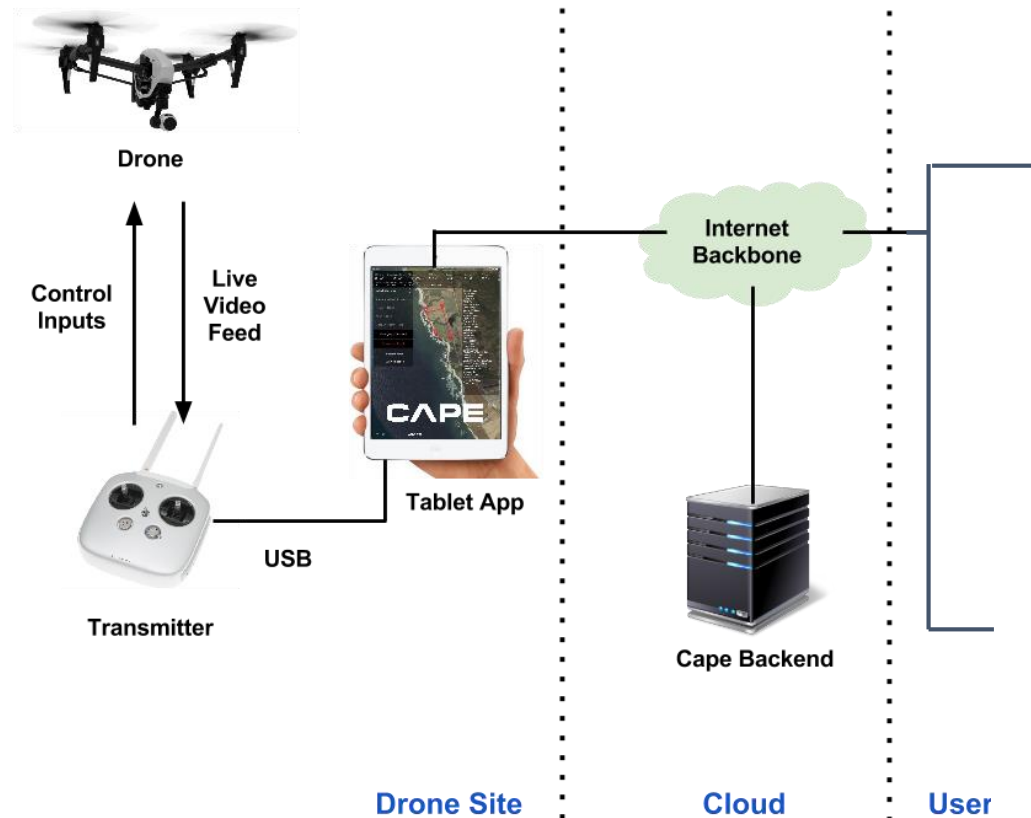 Drone
Control
Inputs
Live
Video
Feed
Internet
Backbone
CAPE
Tablet App
USB
Transmitter
Cape Backend
Drone Site
Cloud
User